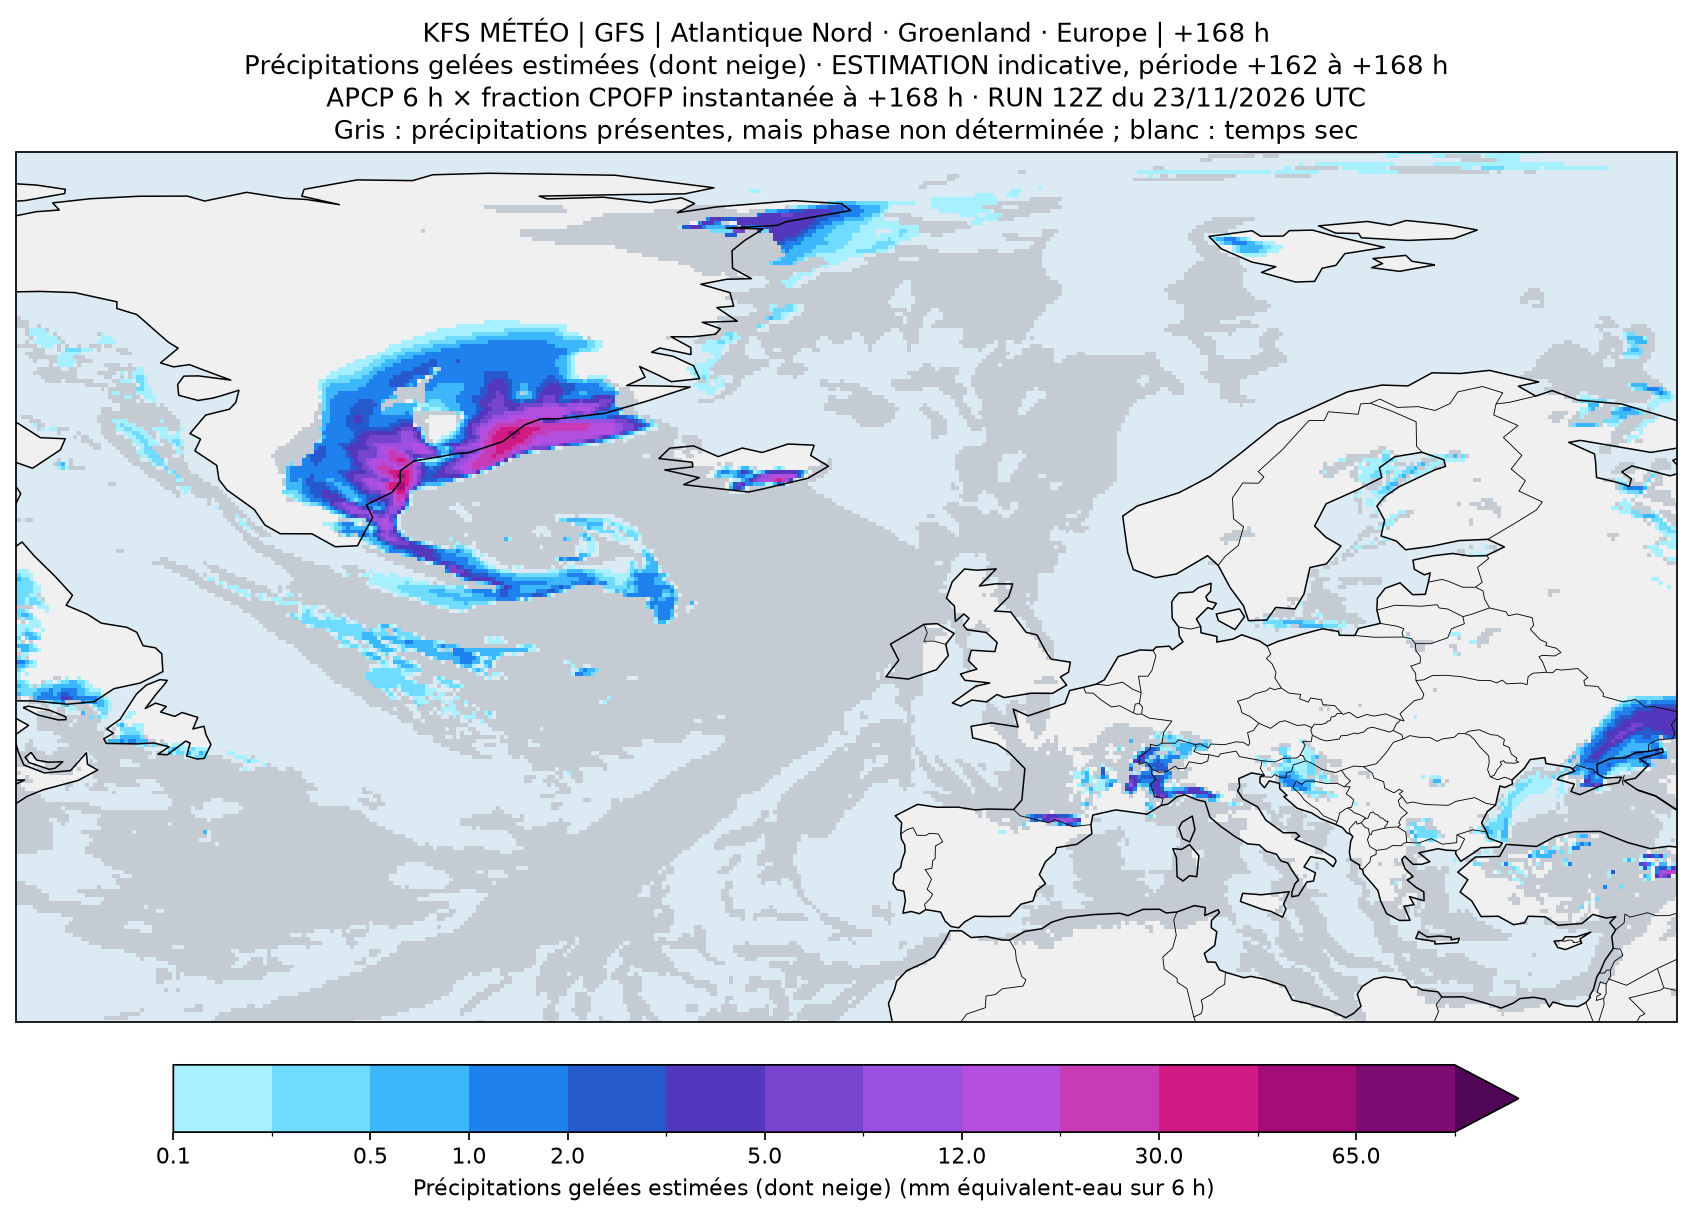 KFS MÉTÉO | GFS | Atlantique Nord · Groenland · Europe | +168 h
Précipitations gelées estimées (dont neige) · ESTIMATION indicative, période +162 à +168 h
APCP 6 h × fraction CPOFP instantanée à +168 h · RUN 12Z du 23/11/2026 UTC
Gris : précipitations présentes, mais phase non déterminée ; blanc : temps sec
0.1 0.5 1.0 2.0 5.0 12.0 30.0 65.0
Précipitations gelées estimées (dont neige) (mm équivalent-eau sur 6 h)